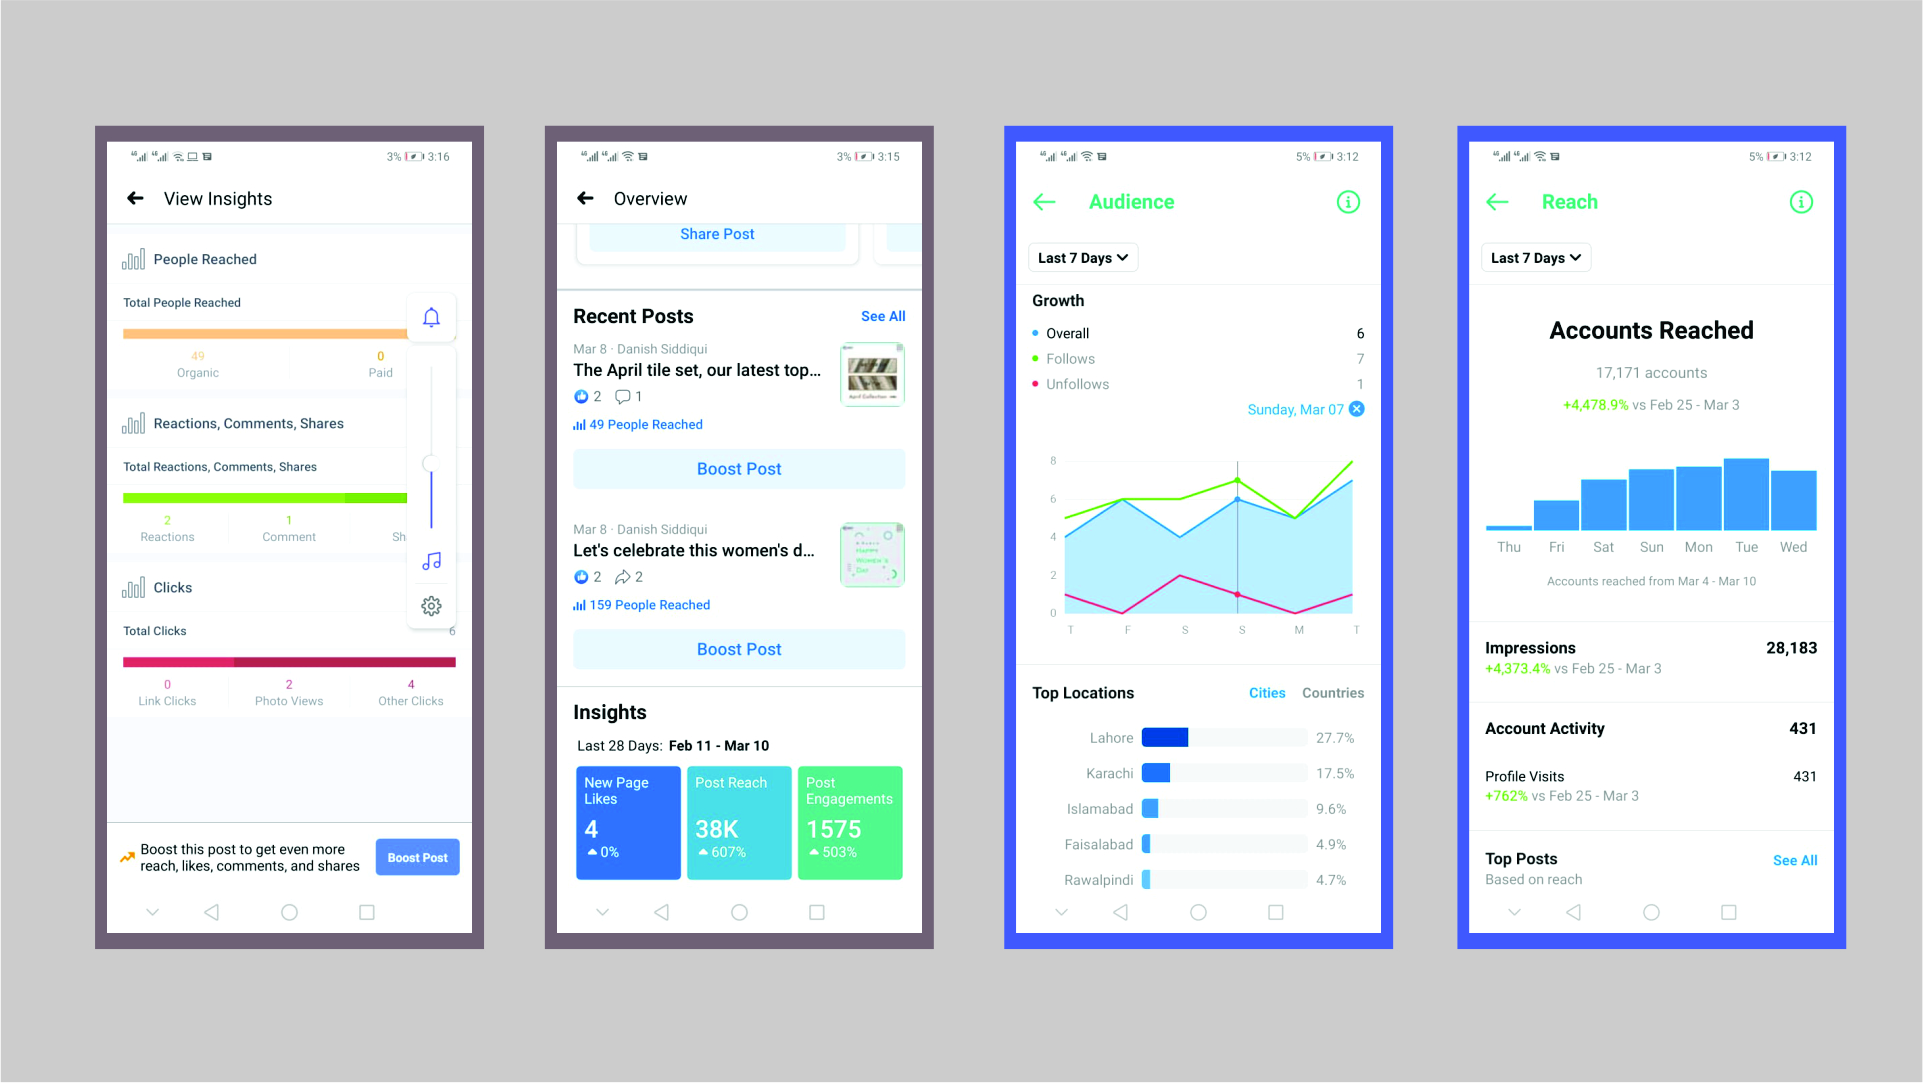 3% 3:16
View Insights
People Reached
Total People Reached
49
0
Organic
Paid
Reactions, Comments, Shares
Total Reactions, Comments, Shares
2
1
Reactions
Comment
Sh
Clicks
Total Clicks
6
0
2
4
Link Clicks
Photo Views
Other Clicks
Boost this post to get even more
reach, likes, comments, and shares
Boost Post
3% 3:15
Overview
Share Post
Recent Posts
See All
Mar 8 · Danish Siddiqui
The April tile set, our latest top...
2 1
49 People Reached
April Collection
Boost Post
Mar 8 · Danish Siddiqui
Let's celebrate this women's d...
2 2
159 People Reached
Happy
Women's
Day
Boost Post
Insights
Last 28 Days: Feb 11 - Mar 10
New Page
Likes
4
0%
Post Reach
38K
607%
Post
Engagements
1575
503%
5% 3:12
Audience
Last 7 Days
Growth
Overall 6
Follows 7
Unfollows 1
Sunday, Mar 07
8
6
4
2
0
T F S S M T
Top Locations
Cities Countries
Lahore 27.7%
Karachi 17.5%
Islamabad 9.6%
Faisalabad 4.9%
Rawalpindi 4.7%
5% 3:12
Reach
Last 7 Days
Accounts Reached
17,171 accounts
+4,478.9% vs Feb 25 - Mar 3
Thu Fri Sat Sun Mon Tue Wed
Accounts reached from Mar 4 - Mar 10
Impressions 28,183
+4,373.4% vs Feb 25 - Mar 3
Account Activity 431
Profile Visits 431
+762% vs Feb 25 - Mar 3
Top Posts See All
Based on reach